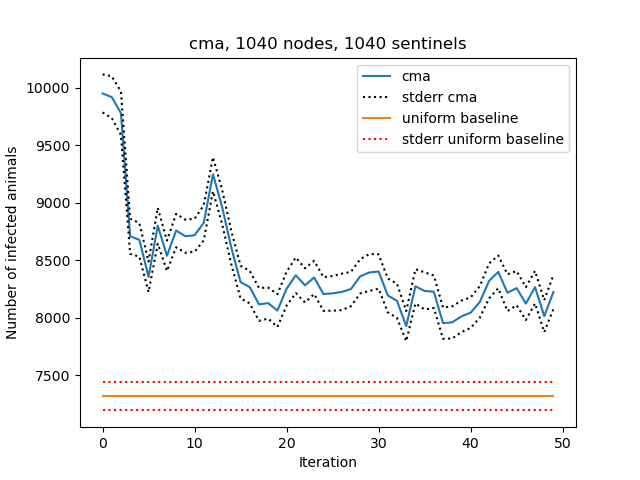 cma, 1040 nodes, 1040 sentinels
10000
9500
9000
8500
8000
7500
Number of infected animals
cma
stderr cma
uniform baseline
stderr uniform baseline
0
10
20
30
40
50
Iteration